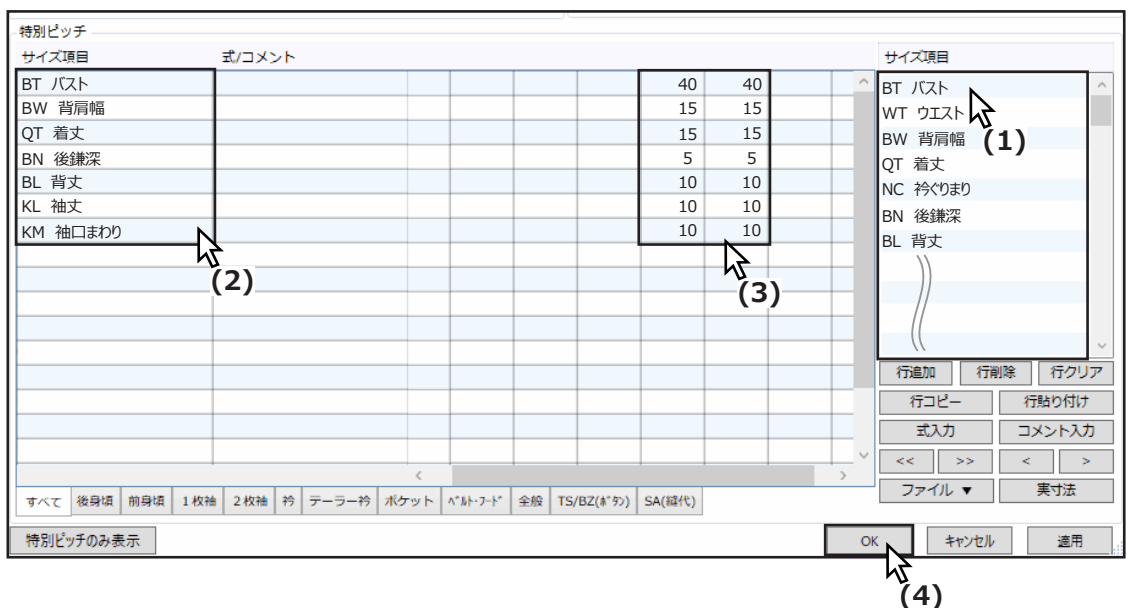 特別ピッチ
サイズ項目 式/コメント
BT バスト 40 40
BW 背肩幅 15 15
QT 着丈 15 15
BN 後鎌深 5 5
BL 背丈 10 10
KL 袖丈 10 10
KM 袖口まわり 10 10
(2)
(3)
サイズ項目
BT バスト
WT ウエスト
(1)
BW 背肩幅
QT 着丈
NC 衿ぐりまり
BN 後鎌深
BL 背丈
行追加 行削除 行クリア
行コピー 行貼り付け
式入力 コメント入力
<< >> < >
ファイル ▼ 実寸法
すべて 後身頃 前身頃 1枚袖 2枚袖 衿 テーラー衿 ポケット ﾍﾞﾙﾄ･ﾌｰﾄﾞ 全般 TS/BZ(ﾎﾞﾀﾝ) SA(縫代)
特別ピッチのみ表示 OK キャンセル 適用
(4)